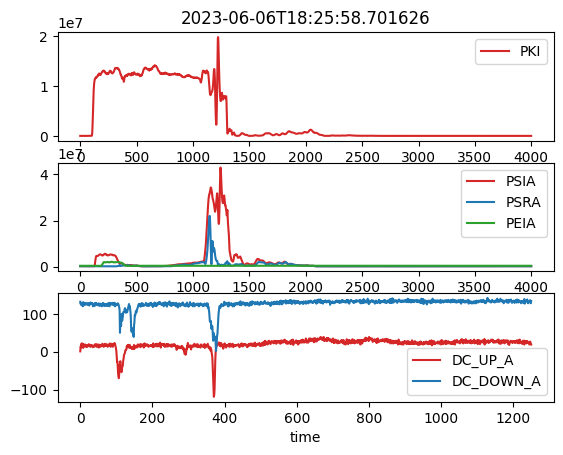 2023-06-06T18:25:58.701626
1e7
2
1
0
PKI
0 500 1000 1500 2000 2500 3000 3500 4000
1e7
4
2
0
PSIA
PSRA
PEIA
0 500 1000 1500 2000 2500 3000 3500 4000
100
0
−100
DC_UP_A
DC_DOWN_A
0 200 400 600 800 1000 1200
time